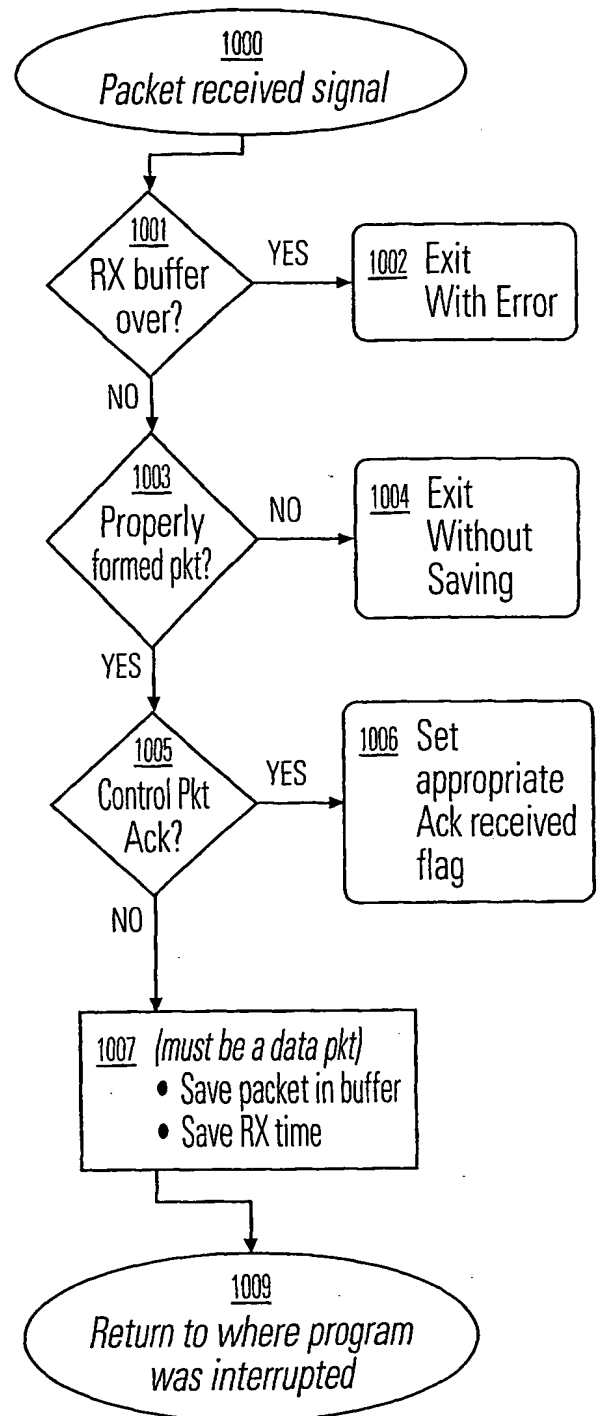 1000
Packet received signal
1001
RX buffer
over?
YES
1002 Exit
With Error
NO
1003
Properly
formed pkt?
NO
1004 Exit
Without
Saving
YES
1005
Control Pkt
Ack?
YES
1006 Set
appropriate
Ack received
flag
NO
1007 (must be a data pkt)
• Save packet in buffer
• Save RX time
1009
Return to where program
was interrupted